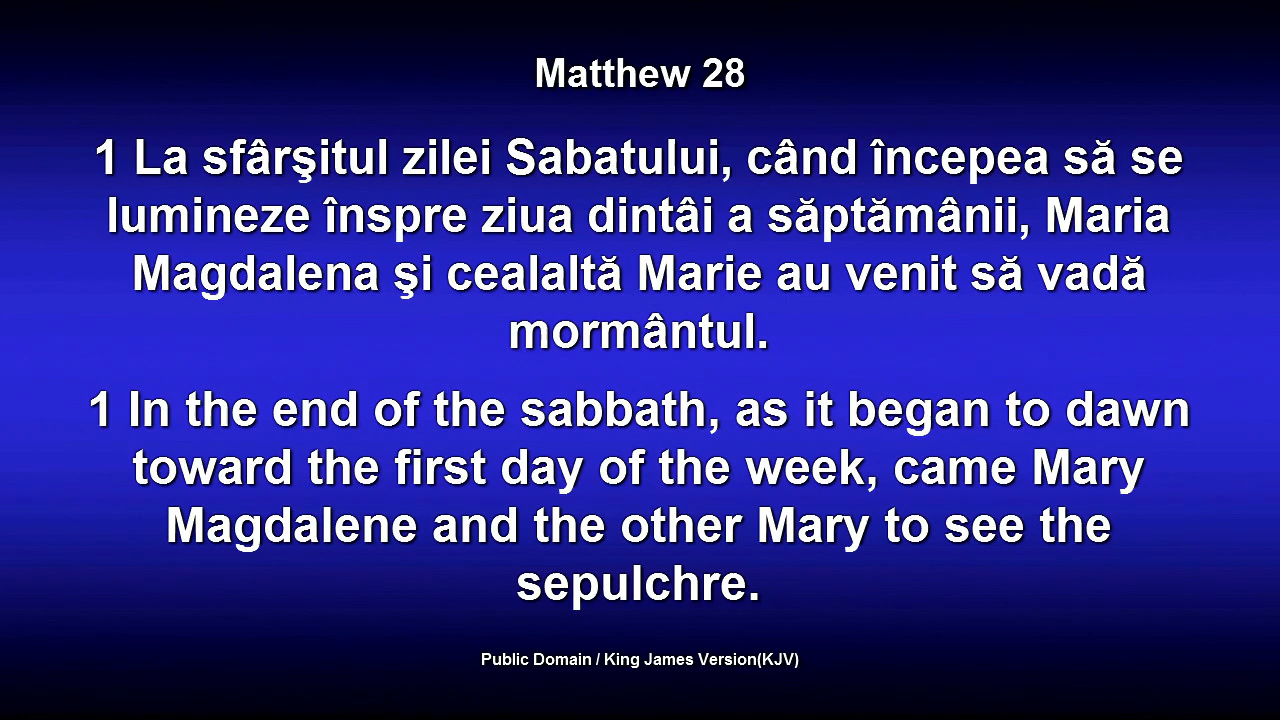 Matthew 28
1 La sfârşitul zilei Sabatului, când începea să se
lumineze înspre ziua dintâi a săptămânii, Maria
Magdalena şi cealaltă Marie au venit să vadă
mormântul.
1 In the end of the sabbath, as it began to dawn
toward the first day of the week, came Mary
Magdalene and the other Mary to see the
sepulchre.
Public Domain / King James Version(KJV)